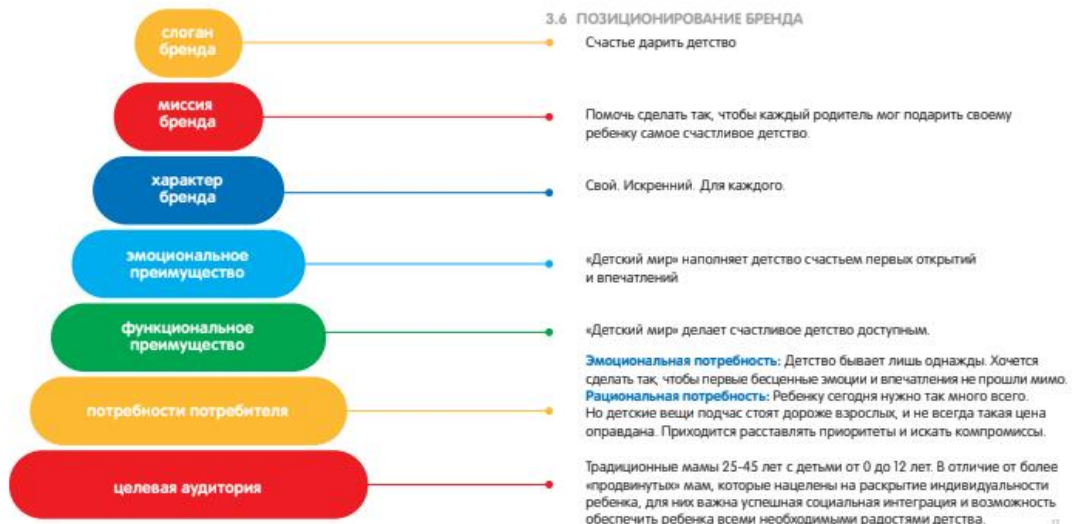 3.6 ПОЗИЦИОНИРОВАНИЕ БРЕНДА
слоган
бренда
Счастье дарить детство
миссия
бренда
Помочь сделать так, чтобы каждый родитель мог подарить своему
ребенку самое счастливое детство.
характер
бренда
Свой. Искренний. Для каждого.
эмоциональное
преимущество
«Детский мир» наполняет детство счастьем первых открытий
и впечатлений
функциональное
преимущество
«Детский мир» делает счастливое детство доступным.
потребности потребителя
Эмоциональная потребность: Детство бывает лишь однажды. Хочется
сделать так, чтобы первые бесценные эмоции и впечатления не прошли мимо.
Рациональная потребность: Ребенку сегодня нужно так много всего.
Но детские вещи подчас стоят дороже взрослых, и не всегда такая цена
оправдана. Приходится расставлять приоритеты и искать компромиссы.
целевая аудитория
Традиционные мамы 25-45 лет с детьми от 0 до 12 лет. В отличие от более
«продвинутых» мам, которые нацелены на раскрытие индивидуальности
ребенка, для них важна успешная социальная интеграция и возможность
обеспечить ребенка всеми необходимыми радостями детства.